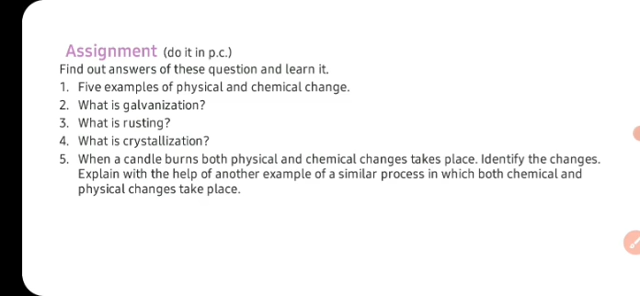 Assignment (do it in p.c.)
Find out answers of these question and learn it.
1. Five examples of physical and chemical change.
2. What is galvanization?
3. What is rusting?
4. What is crystallization?
5. When a candle burns both physical and chemical changes takes place. Identify the changes.
Explain with the help of another example of a similar process in which both chemical and
physical changes take place.